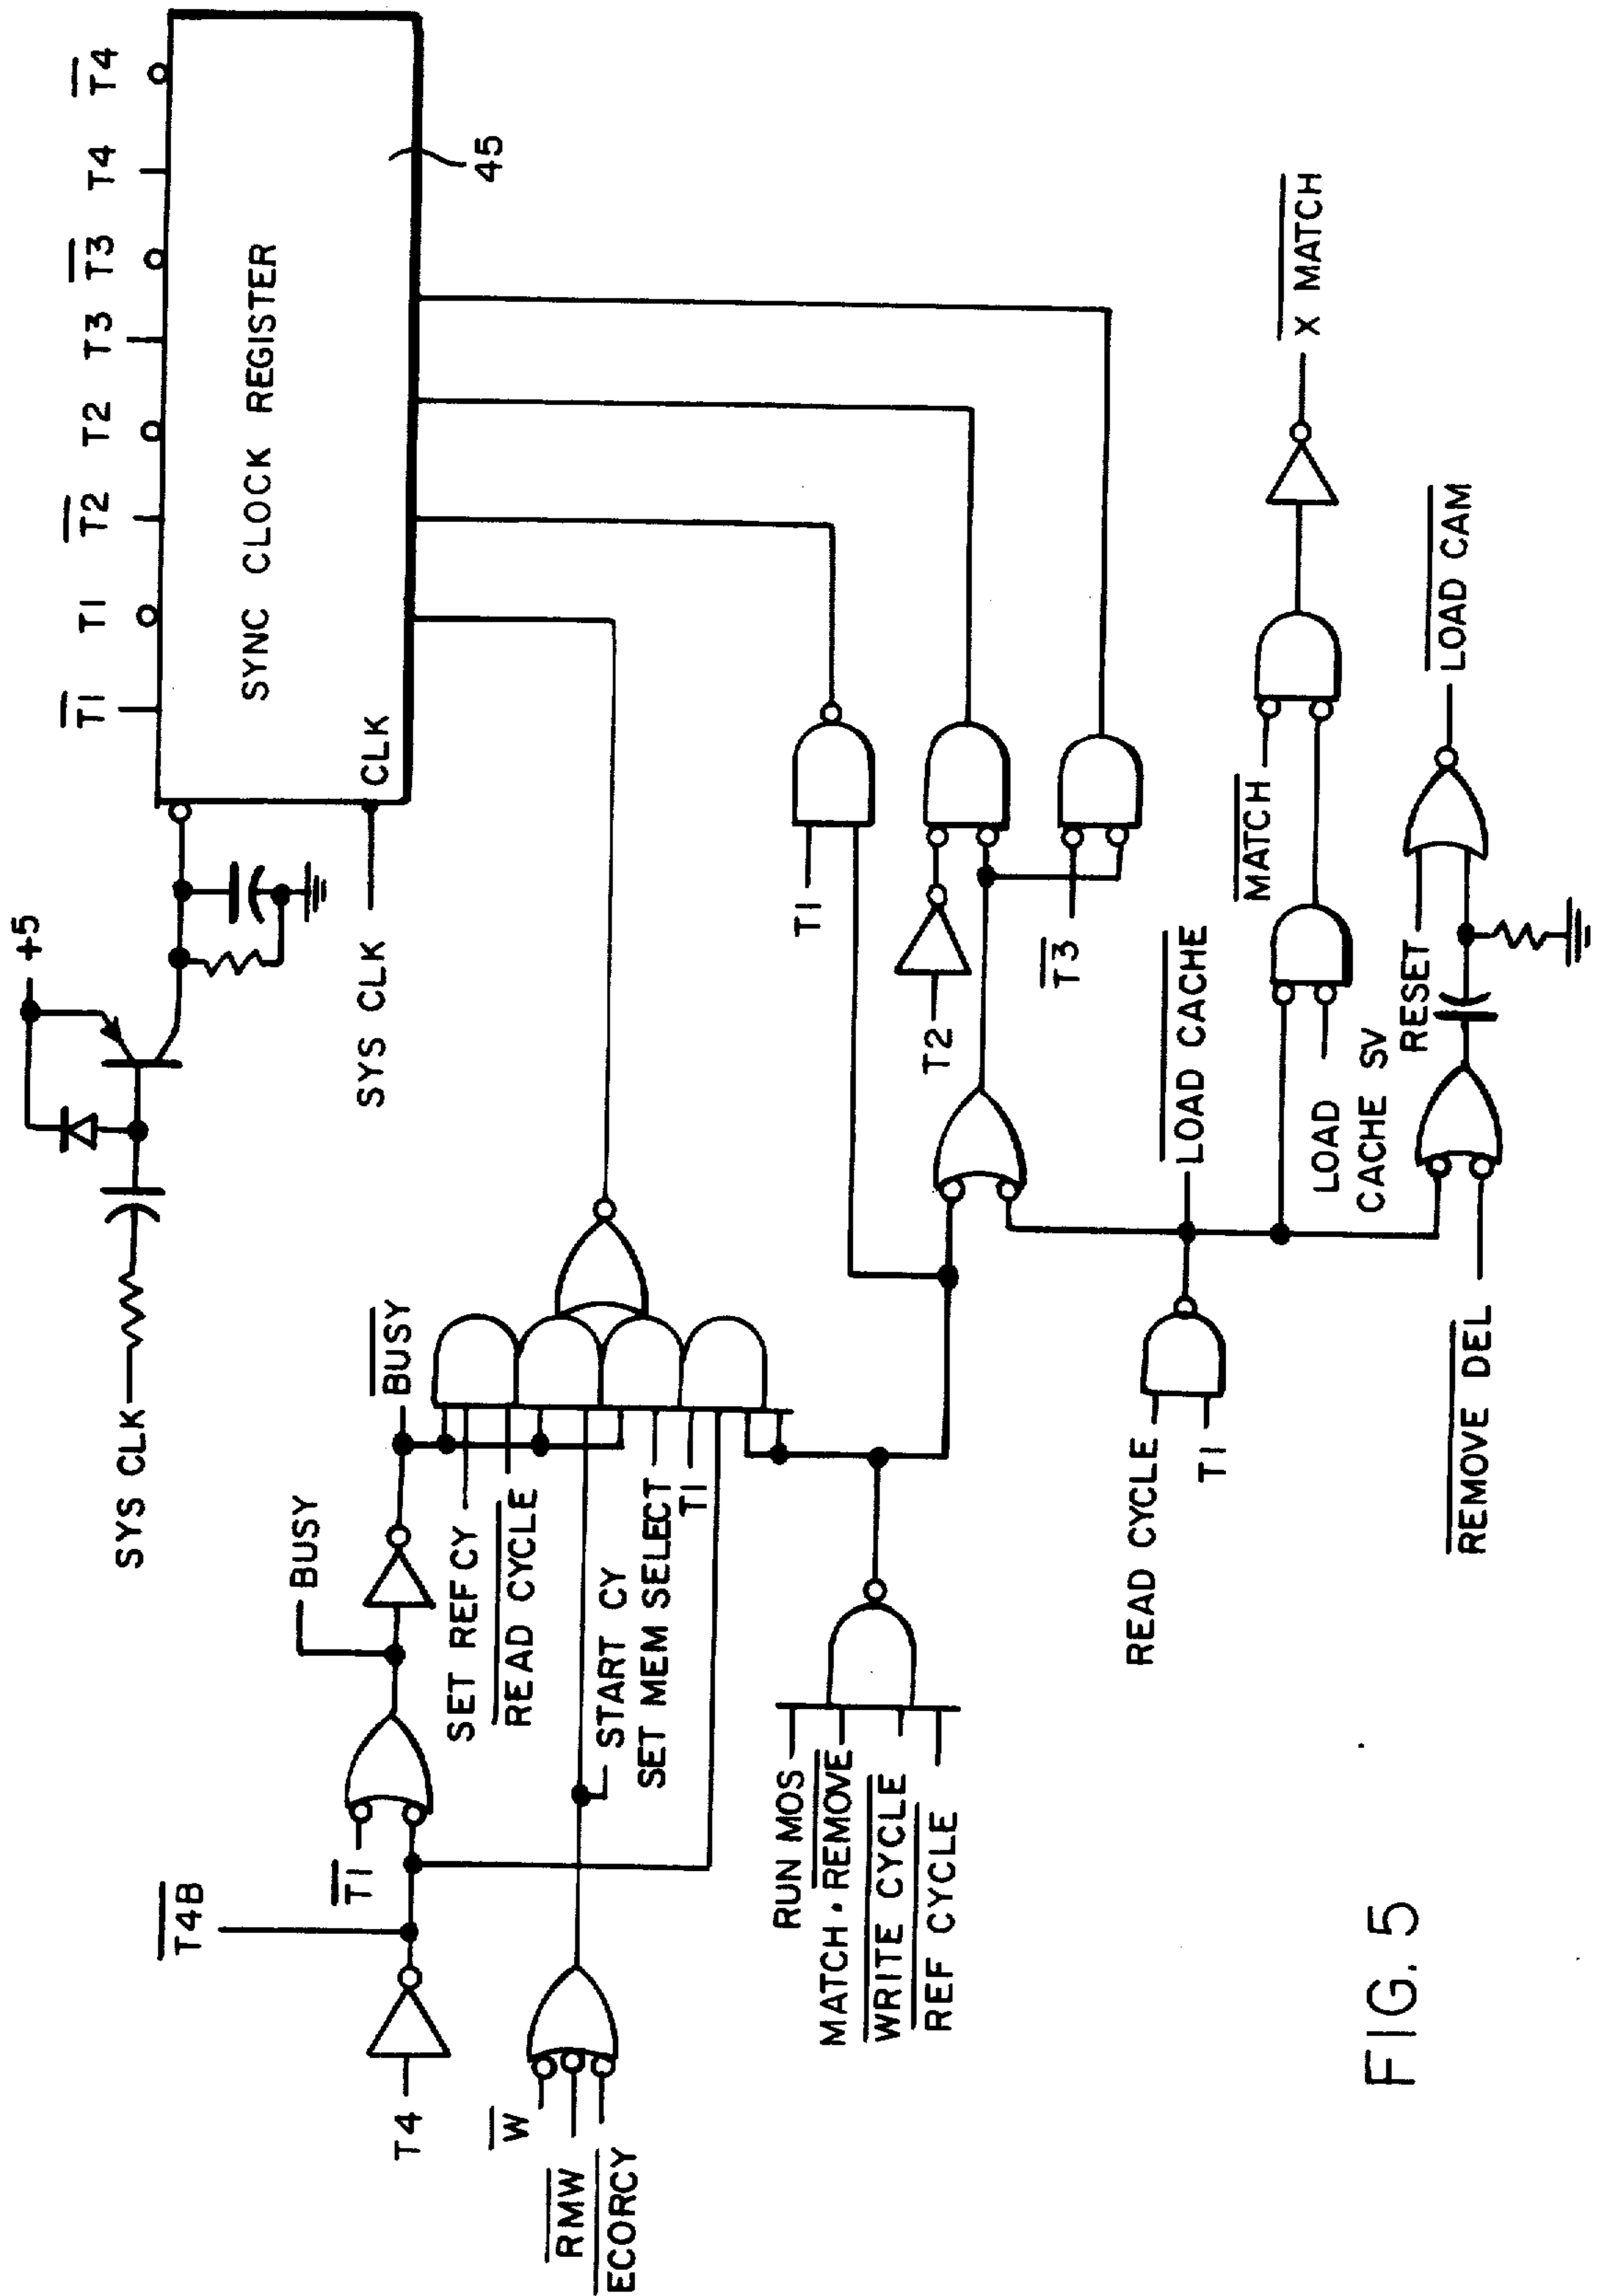 +5
SYS CLK
T1 T1 T2 T2 T3 T3 T4 T4
T4B
SYNC CLOCK REGISTER
BUSY
BUSY
SYS CLK
CLK
T4
T1
SET REF CY
READ CYCLE
45
W
RMW
ECORCY
START CY
SET MEM SELECT
T1
RUN MOS
MATCH · REMOVE
WRITE CYCLE
REF CYCLE
T1
T2
T3
READ CYCLE
T1
LOAD CACHE
MATCH
X MATCH
LOAD
CACHE SV
RESET
LOAD CAM
REMOVE DEL
FIG. 5